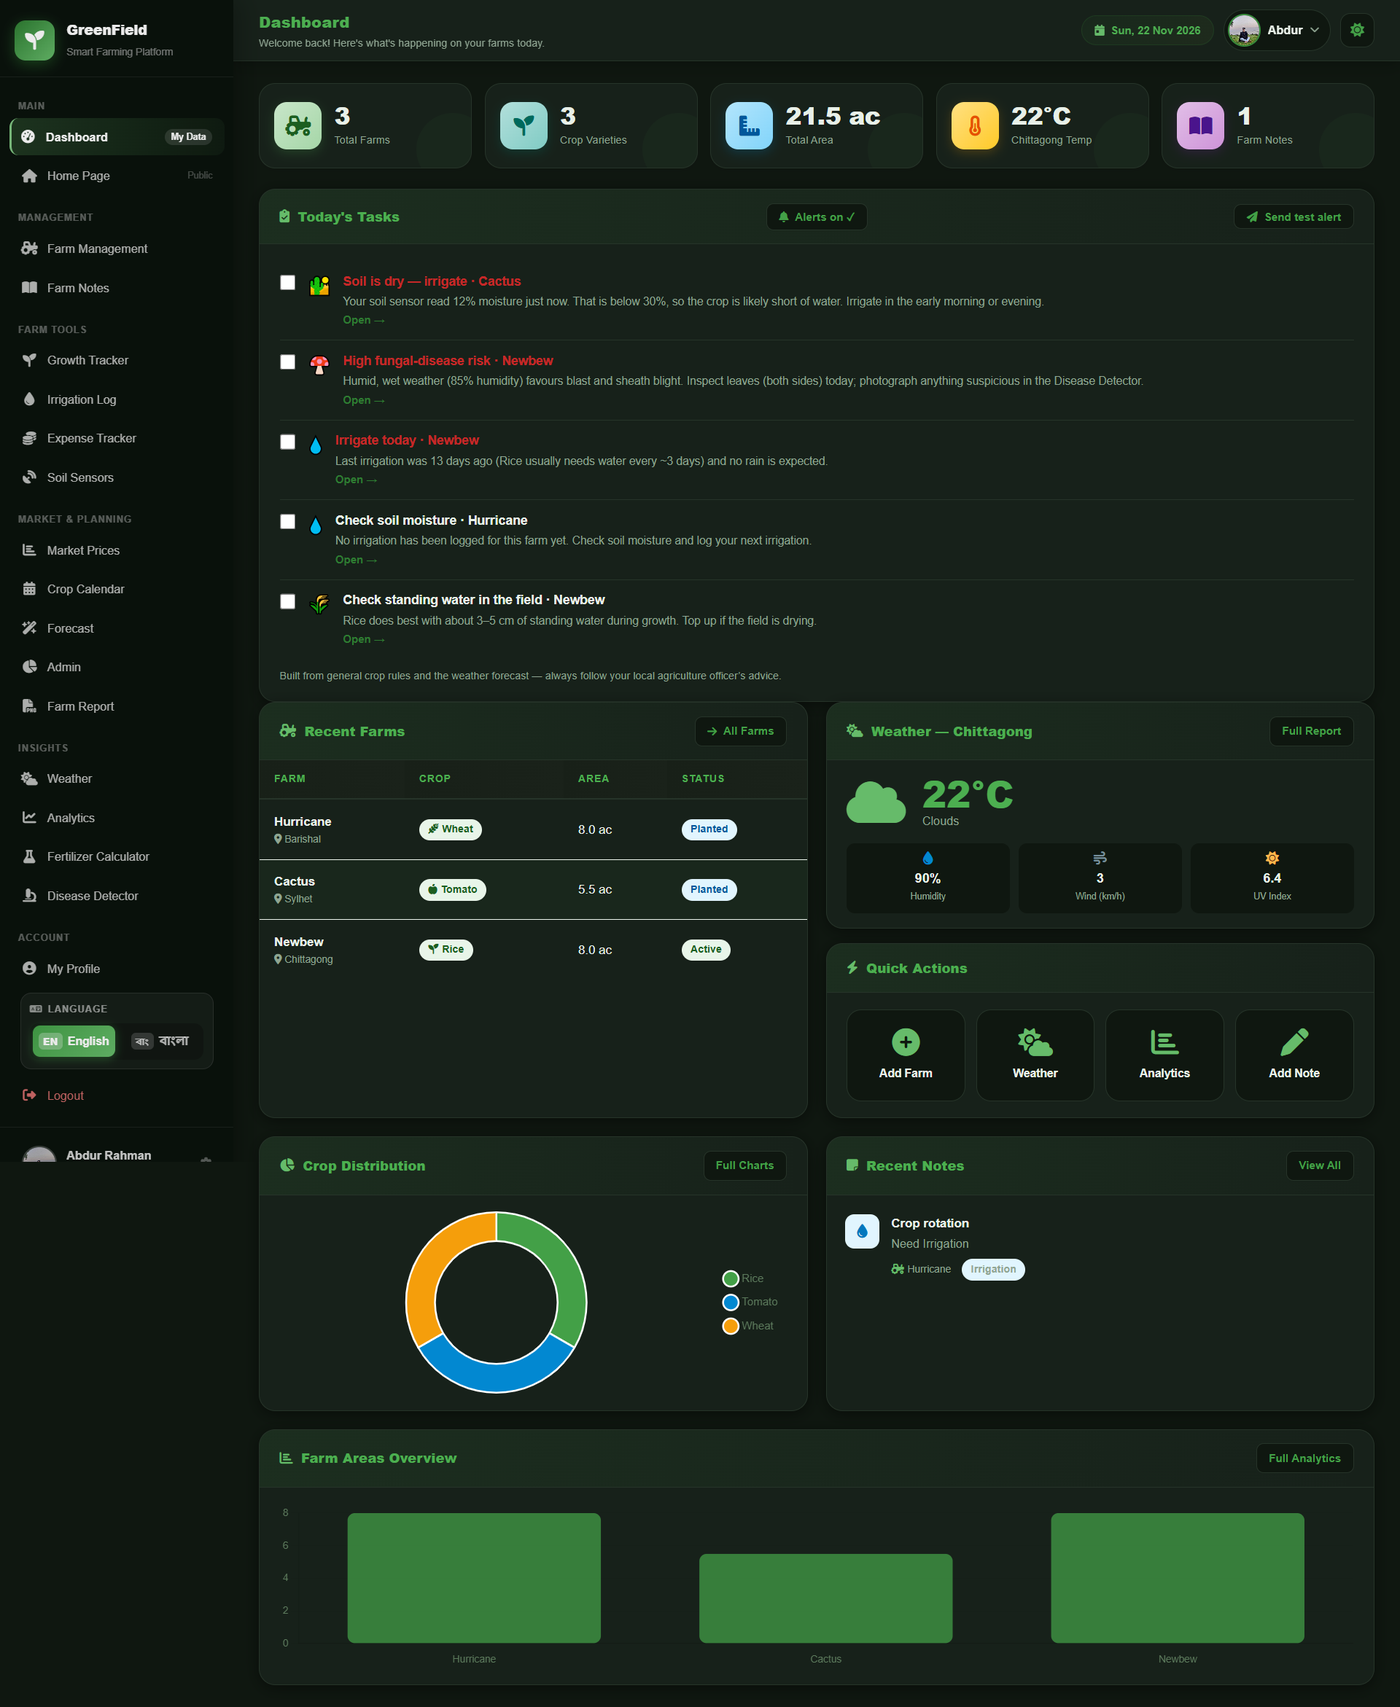 GreenField
Smart Farming Platform
MAIN
Dashboard My Data
Home Page Public
MANAGEMENT
Farm Management
Farm Notes
FARM TOOLS
Growth Tracker
Irrigation Log
Expense Tracker
Soil Sensors
MARKET & PLANNING
Market Prices
Crop Calendar
Forecast
Admin
Farm Report
INSIGHTS
Weather
Analytics
Fertilizer Calculator
Disease Detector
ACCOUNT
My Profile
LANGUAGE
EN English বাং বাংলা
Logout
Abdur Rahman
Dashboard
Welcome back! Here's what's happening on your farms today.
Sun, 22 Nov 2026
Abdur
3
Total Farms
3
Crop Varieties
21.5 ac
Total Area
22°C
Chittagong Temp
1
Farm Notes
Today's Tasks
Alerts on ✓
Send test alert
Soil is dry — irrigate · Cactus
Your soil sensor read 12% moisture just now. That is below 30%, so the crop is likely short of water. Irrigate in the early morning or evening.
Open →
High fungal-disease risk · Newbew
Humid, wet weather (85% humidity) favours blast and sheath blight. Inspect leaves (both sides) today; photograph anything suspicious in the Disease Detector.
Open →
Irrigate today · Newbew
Last irrigation was 13 days ago (Rice usually needs water every ~3 days) and no rain is expected.
Open →
Check soil moisture · Hurricane
No irrigation has been logged for this farm yet. Check soil moisture and log your next irrigation.
Open →
Check standing water in the field · Newbew
Rice does best with about 3–5 cm of standing water during growth. Top up if the field is drying.
Open →
Built from general crop rules and the weather forecast — always follow your local agriculture officer's advice.
Recent Farms
→ All Farms
FARM CROP AREA STATUS
Hurricane
Barishal
Wheat
8.0 ac
Planted
Cactus
Sylhet
Tomato
5.5 ac
Planted
Newbew
Chittagong
Rice
8.0 ac
Active
Weather — Chittagong
Full Report
22°C
Clouds
90%
Humidity
3
Wind (km/h)
6.4
UV Index
Quick Actions
Add Farm
Weather
Analytics
Add Note
Crop Distribution
Full Charts
Rice
Tomato
Wheat
Recent Notes
View All
Crop rotation
Need Irrigation
Hurricane Irrigation
Farm Areas Overview
Full Analytics
8
6
4
2
0
Hurricane
Cactus
Newbew